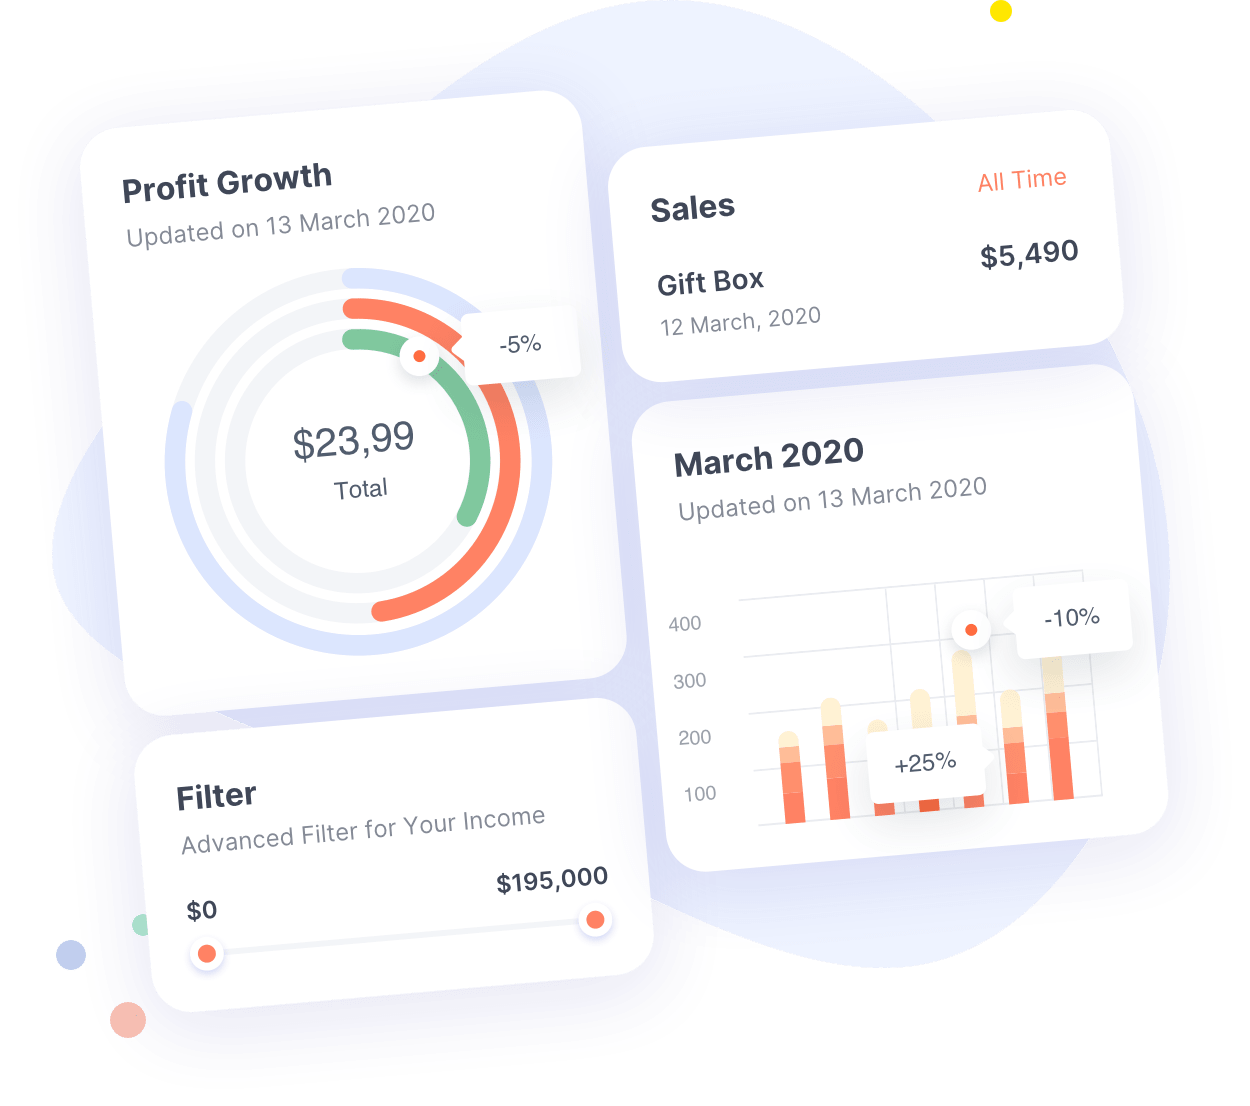 Profit Growth
Updated on 13 March 2020
-5%
$23,99
Total
Sales
All Time
Gift Box
$5,490
12 March, 2020
March 2020
Updated on 13 March 2020
400
300
200
100
-10%
+25%
Filter
Advanced Filter for Your Income
$0
$195,000